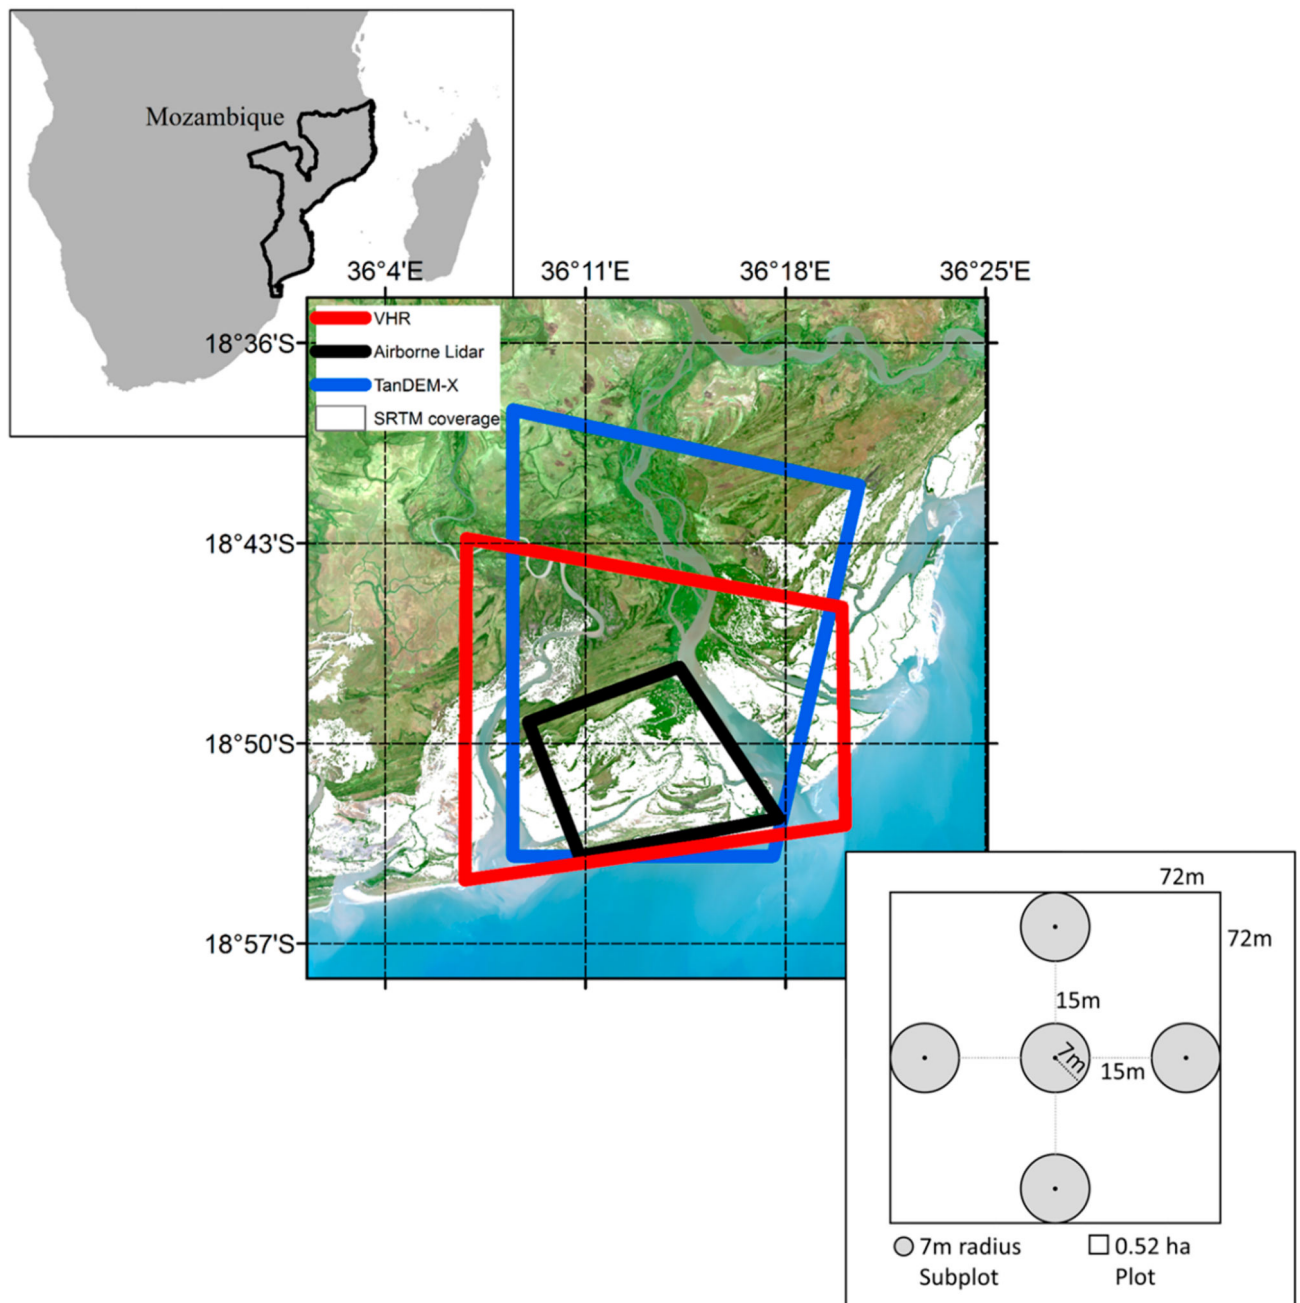 Mozambique
36°4'E
36°11'E
36°18'E
36°25'E
VHR
Airborne Lidar
TanDEM-X
SRTM coverage
18°36'S
18°43'S
18°50'S
18°57'S
72m
72m
15m
7m
15m
7m radius
Subplot
0.52 ha
Plot